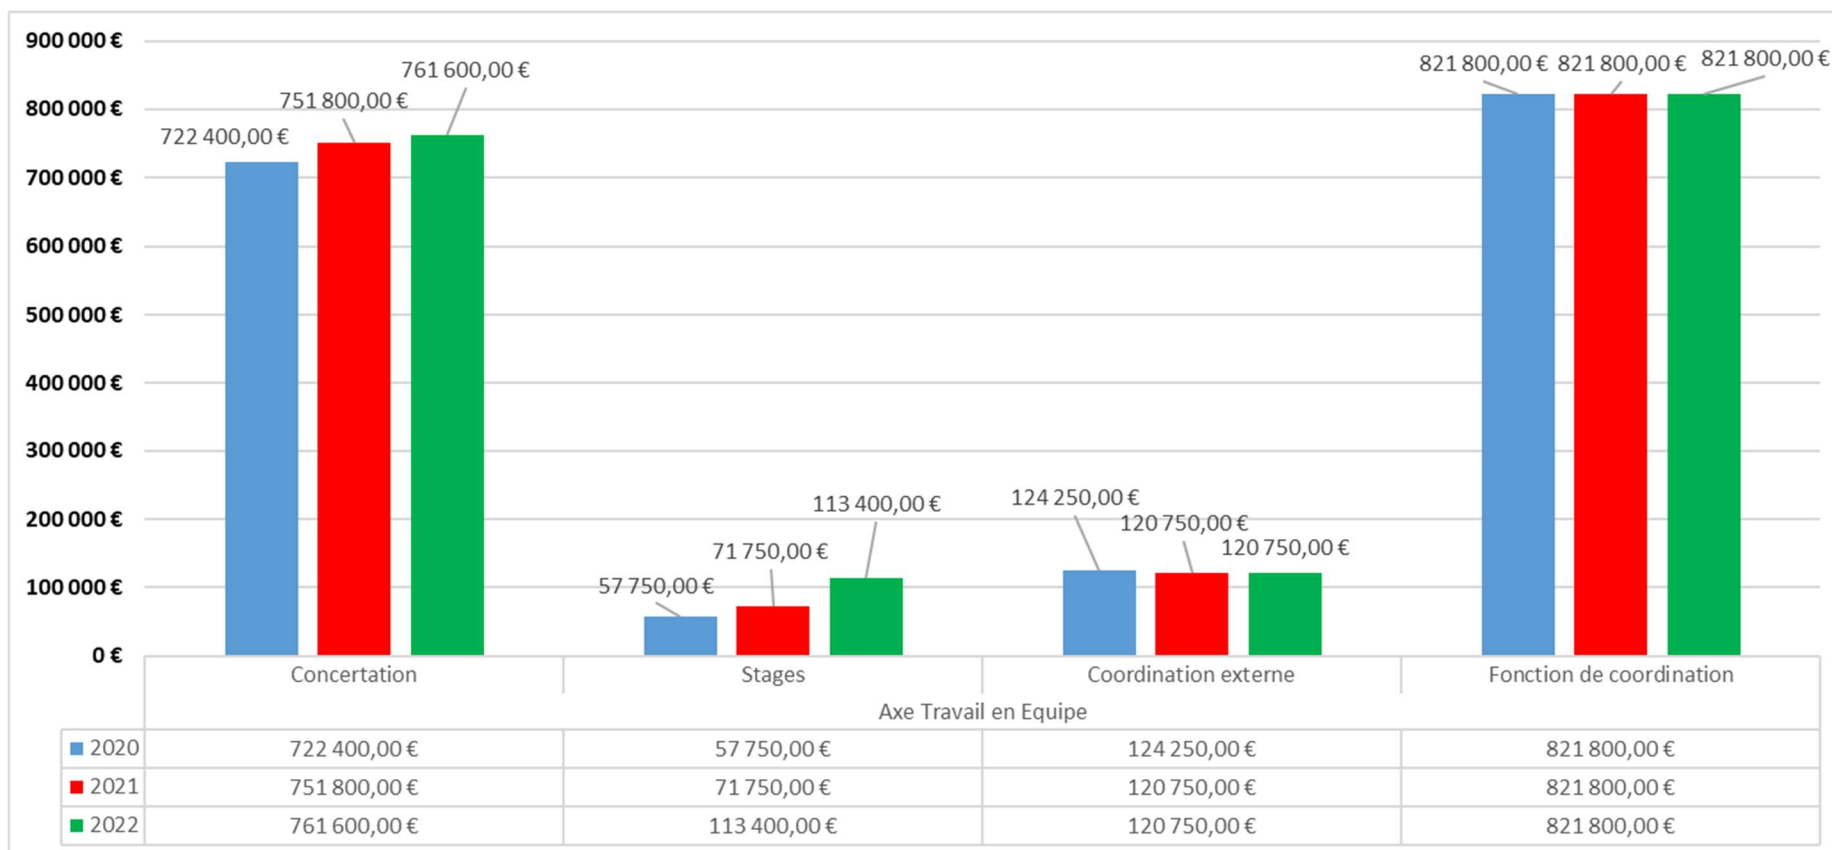 900 000 €
800 000 €
700 000 €
600 000 €
500 000 €
400 000 €
300 000 €
200 000 €
100 000 €
0 €
722 400,00 €
751 800,00 €
761 600,00 €
57 750,00 €
71 750,00 €
113 400,00 €
124 250,00 €
120 750,00 €
120 750,00 €
821 800,00 € 821 800,00 € 821 800,00 €
Concertation Stages Coordination externe Fonction de coordination
Axe Travail en Equipe
2020 722 400,00 € 57 750,00 € 124 250,00 € 821 800,00 €
2021 751 800,00 € 71 750,00 € 120 750,00 € 821 800,00 €
2022 761 600,00 € 113 400,00 € 120 750,00 € 821 800,00 €